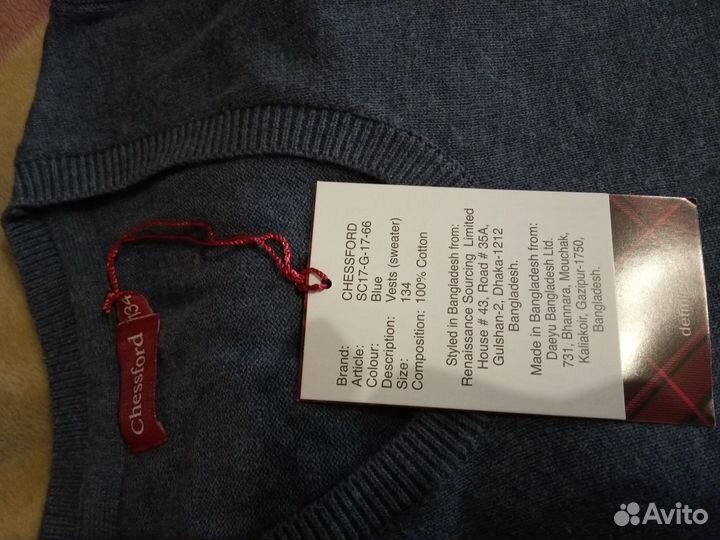 Brand: CHESSFORD
Article: SC17-G-17-66
Colour: Blue
Description: Vests (sweater)
Size: 134
Composition: 100% Cotton
Styled in Bangladesh from:
Renaissance Sourcing Limited
House # 43, Road # 35A,
Gulshan-2, Dhaka-1212
Bangladesh.
Made in Bangladesh from:
Daeyu Bangladesh Ltd.
731, Bhannara, Mouchak,
Kaliakoir, Gazipur-1750,
Bangladesh.
Chessford
134
Avito